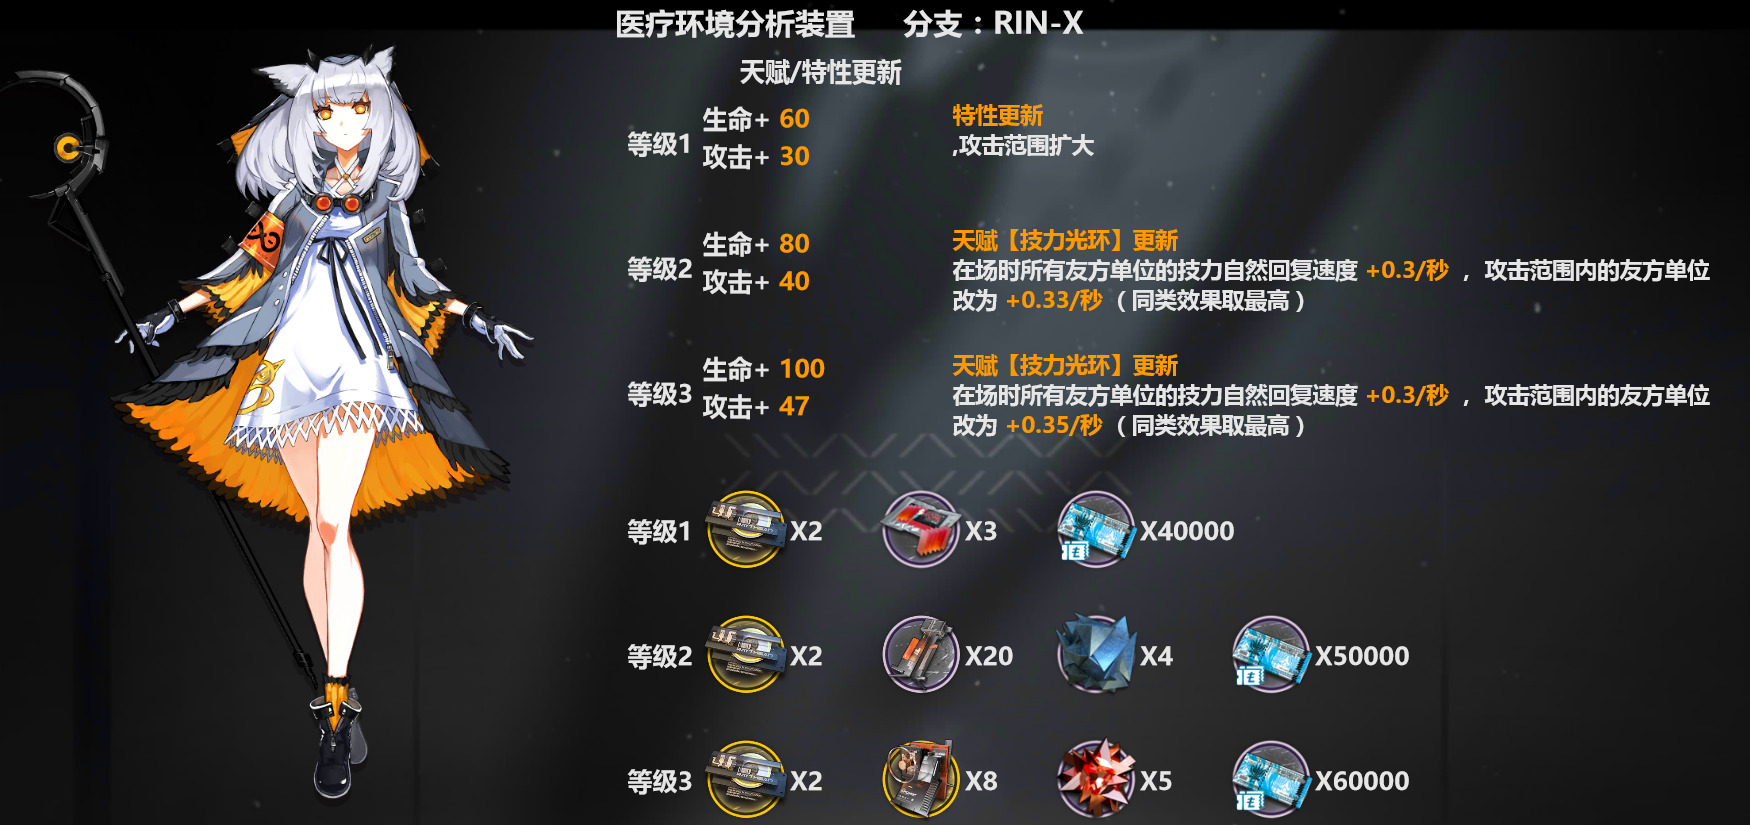 医疗环境分析装置 分支：RIN-X
天赋/特性更新
等级1
生命+ 60
攻击+ 30
特性更新
,攻击范围扩大
等级2
生命+ 80
攻击+ 40
天赋【技力光环】更新
在场时所有友方单位的技力自然回复速度 +0.3/秒 ，攻击范围内的友方单位
改为 +0.33/秒（同类效果取最高）
等级3
生命+ 100
攻击+ 47
天赋【技力光环】更新
在场时所有友方单位的技力自然回复速度 +0.3/秒 ，攻击范围内的友方单位
改为 +0.35/秒（同类效果取最高）
等级1 X2 X3 X40000
等级2 X2 X20 X4 X50000
等级3 X2 X8 X5 X60000